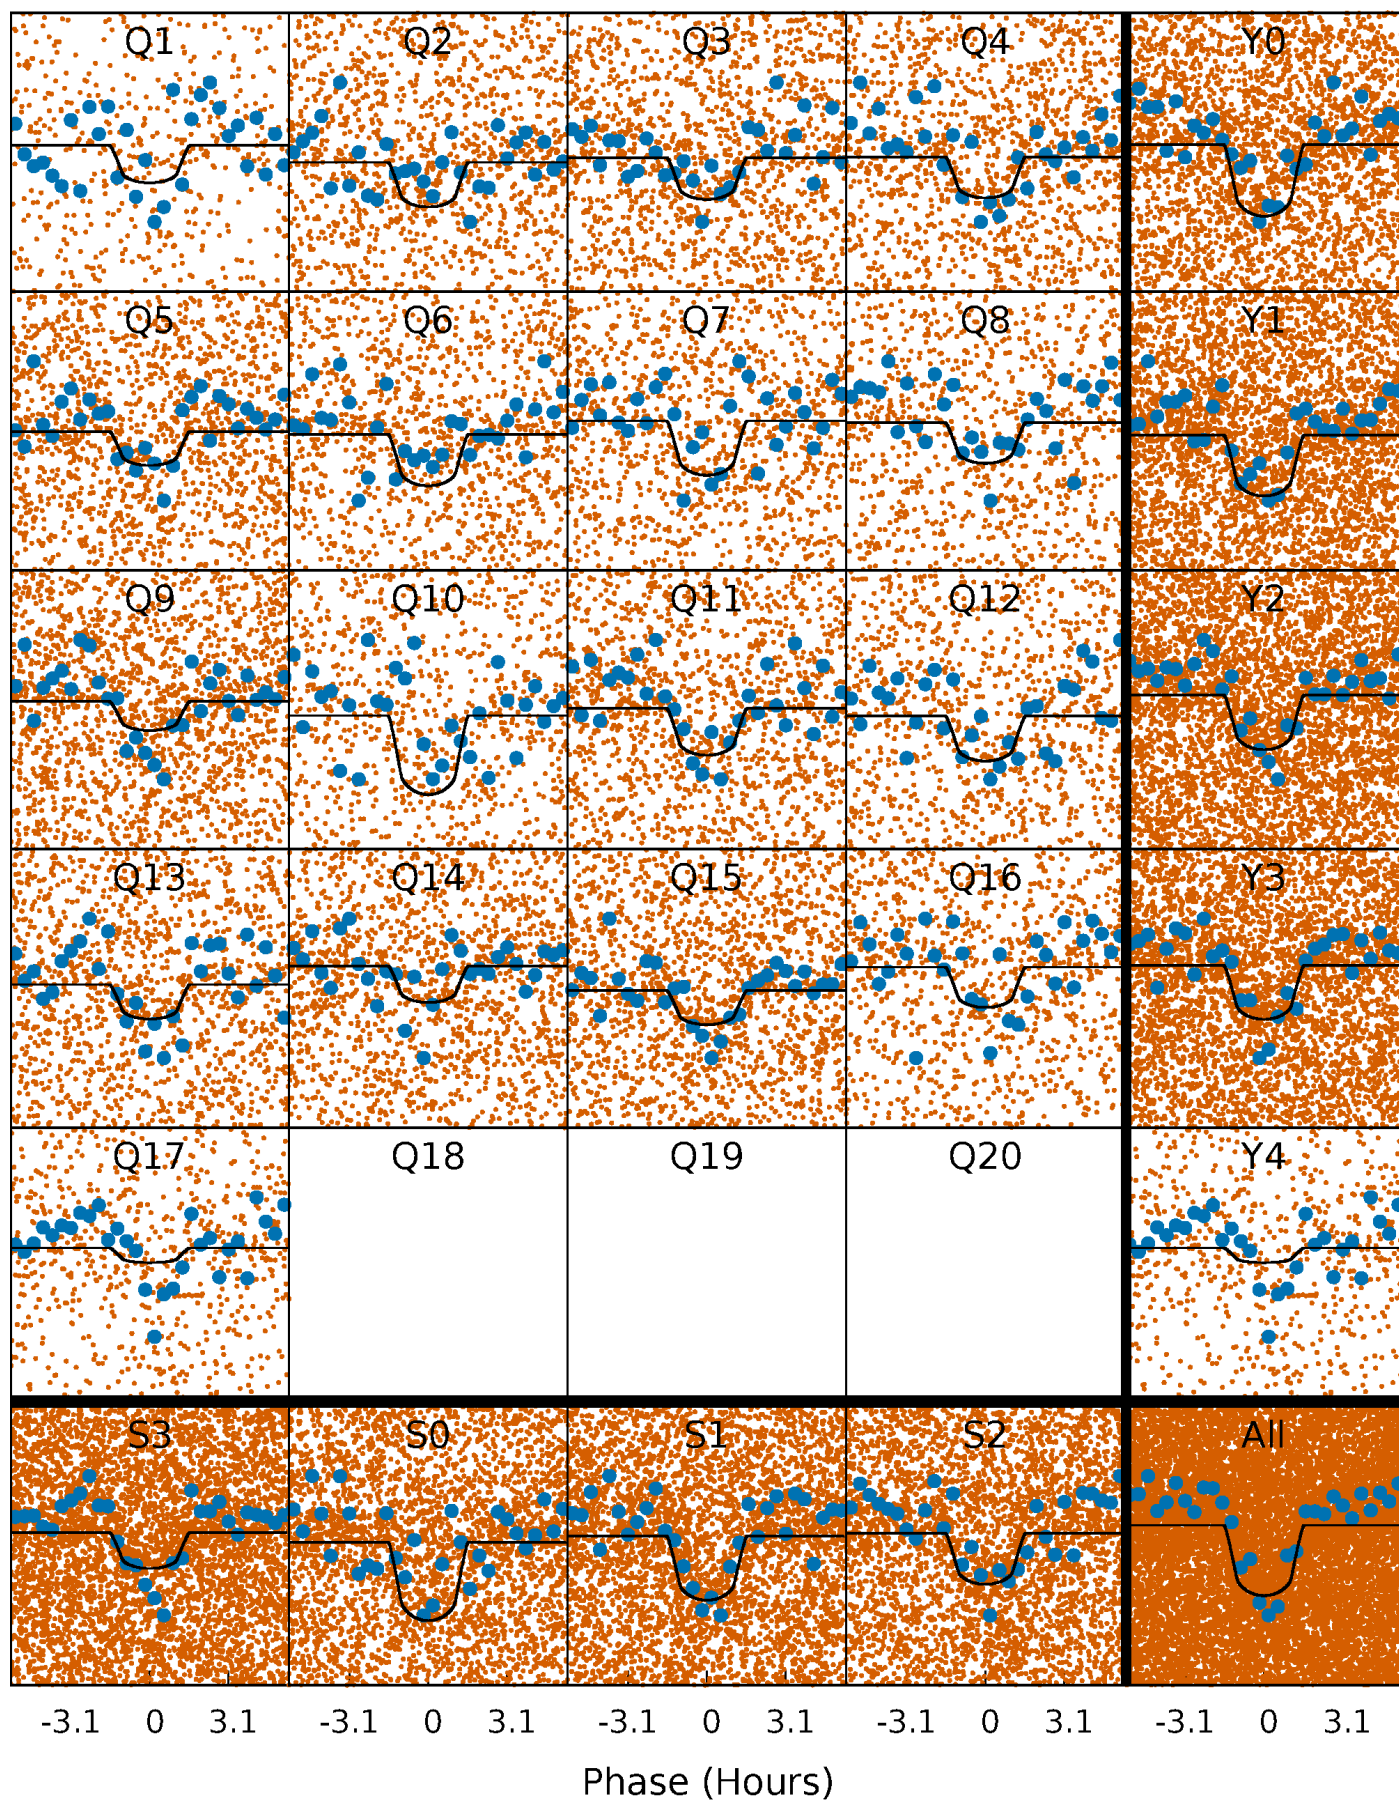 Q1 Q2 Q3 Q4 Y0
Q5 Q6 Q7 Q8 Y1
Q9 Q10 Q11 Q12 Y2
Q13 Q14 Q15 Q16 Y3
Q17 Q18 Q19 Q20 Y4
S3 S0 S1 S2 All
-3.1 0 3.1 -3.1 0 3.1 -3.1 0 3.1 -3.1 0 3.1 -3.1 0 3.1
Phase (Hours)